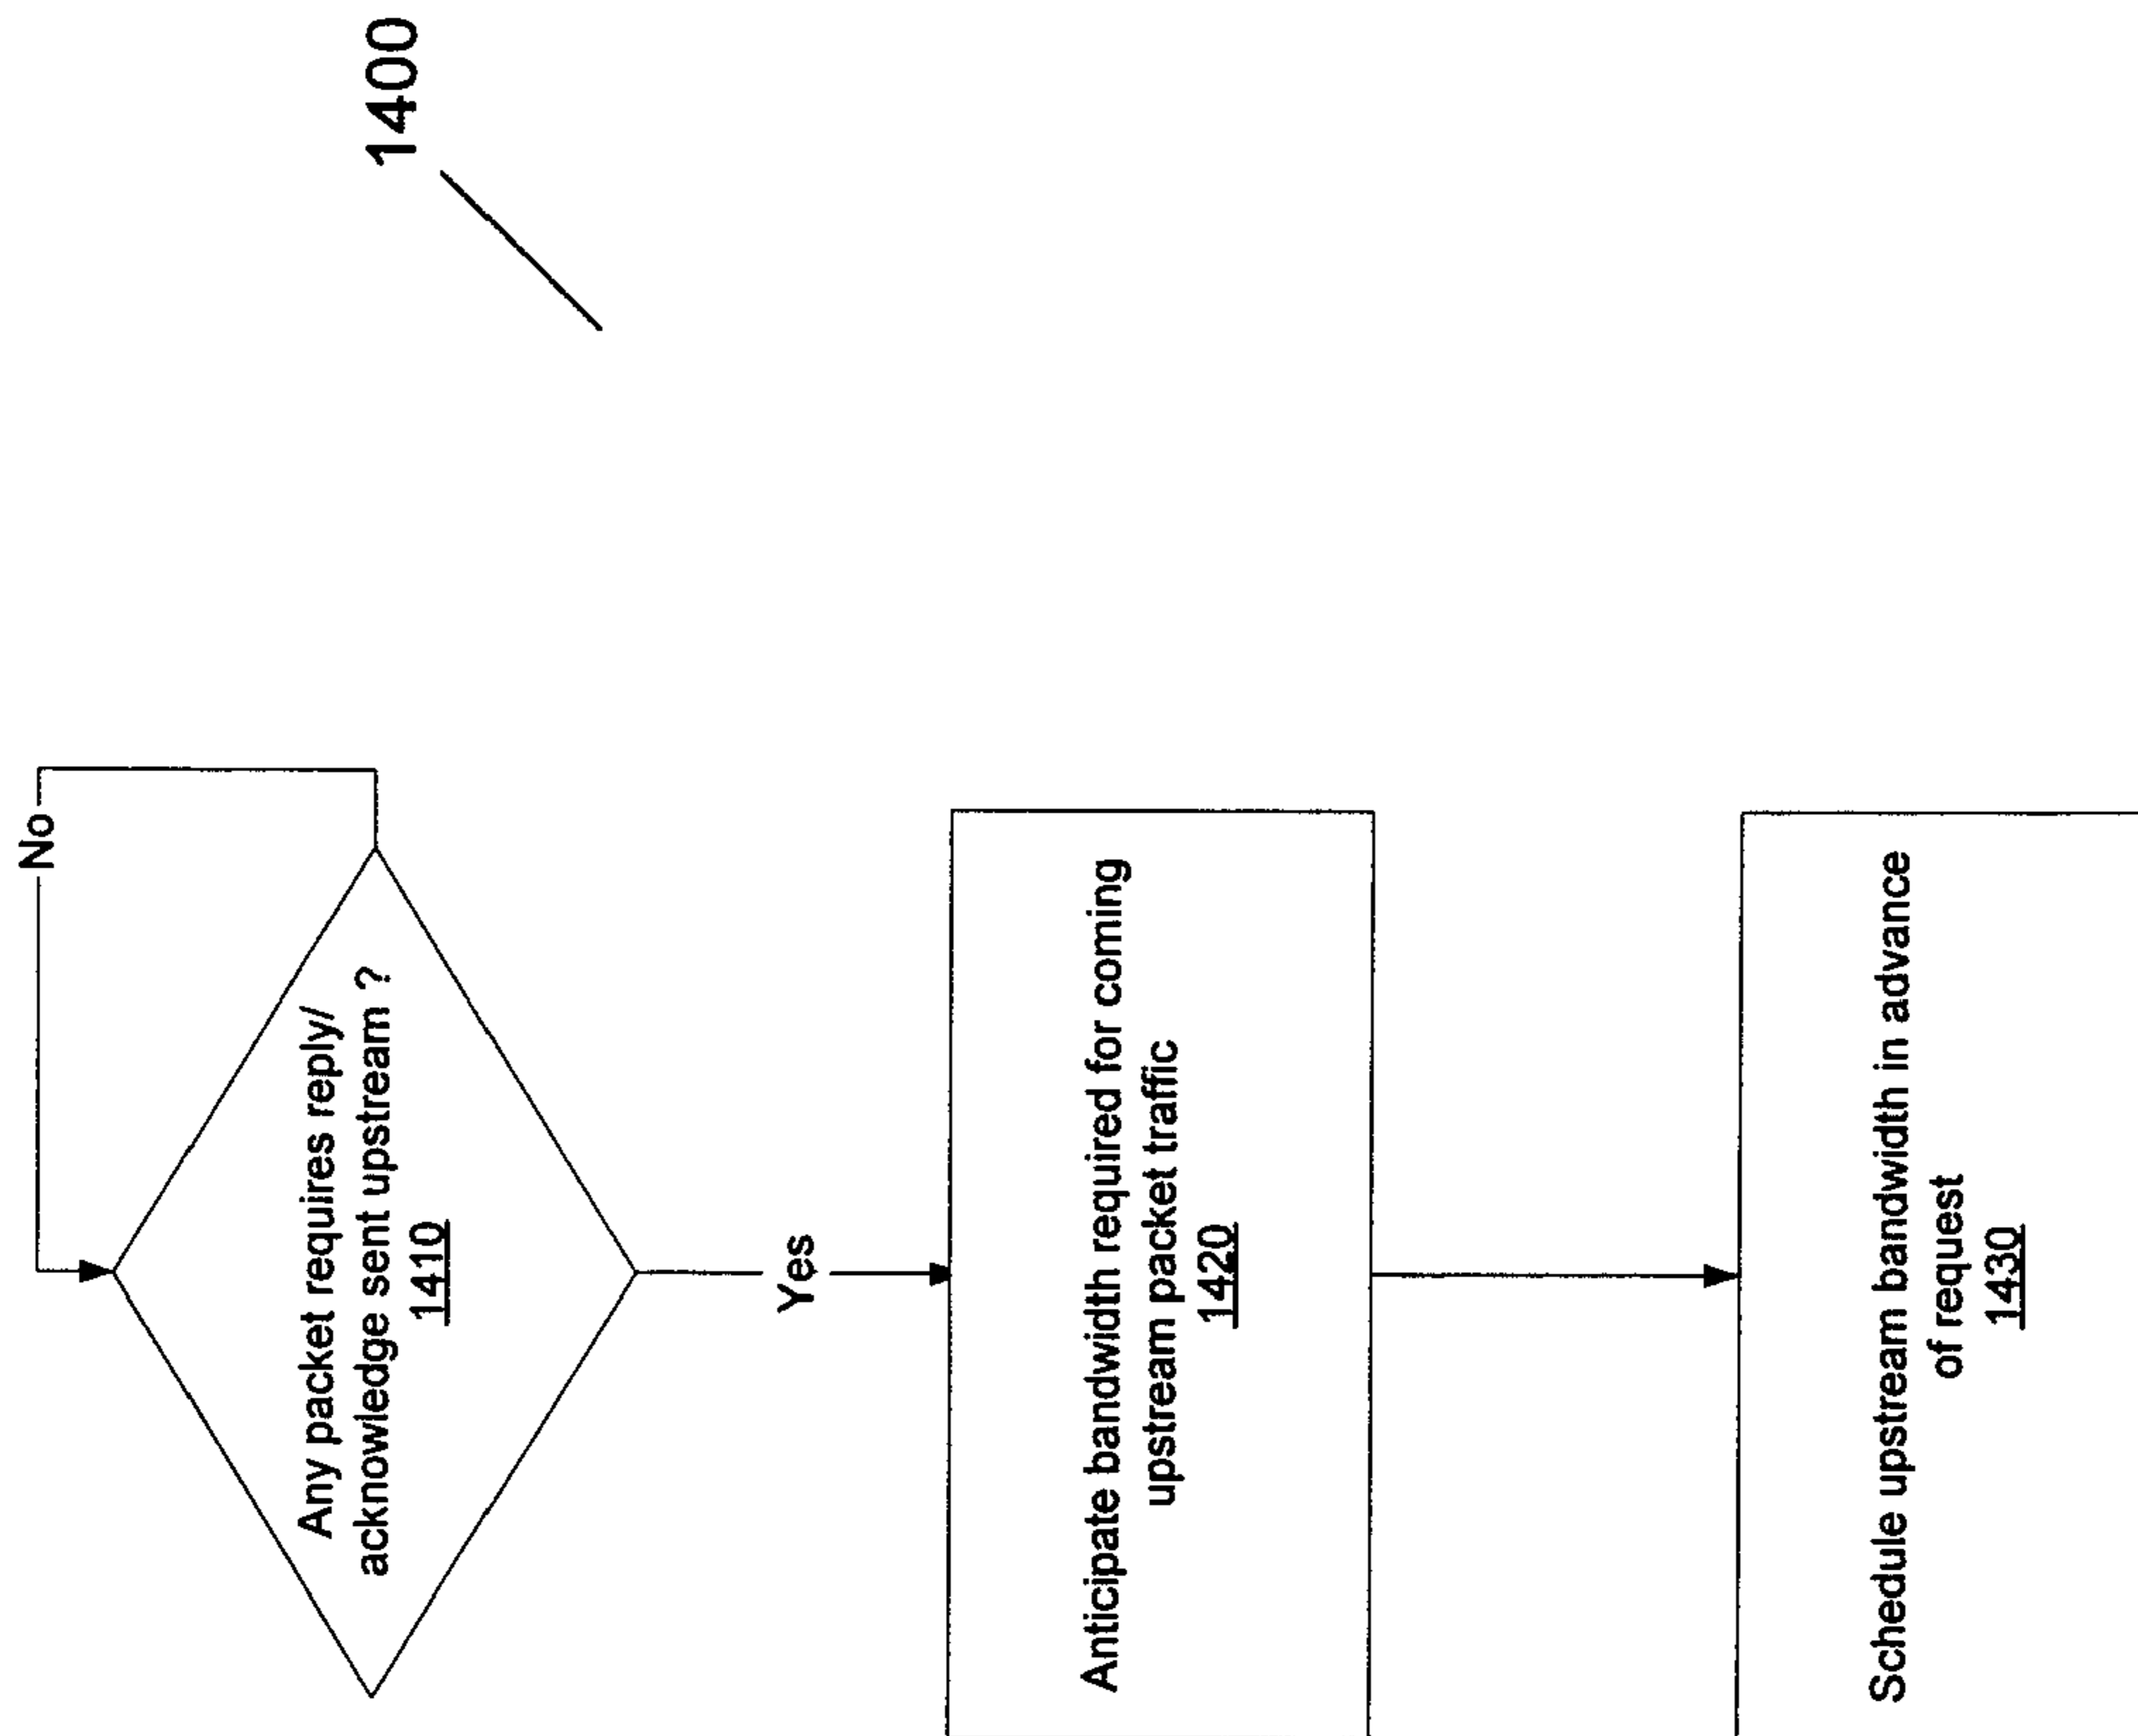 1400
No
Any packet requires reply/
acknowledge sent upstream ?
1410
Yes
Anticipate bandwidth required for coming
upstream packet traffic
1420
Schedule upstream bandwidth in advance
of request
1430